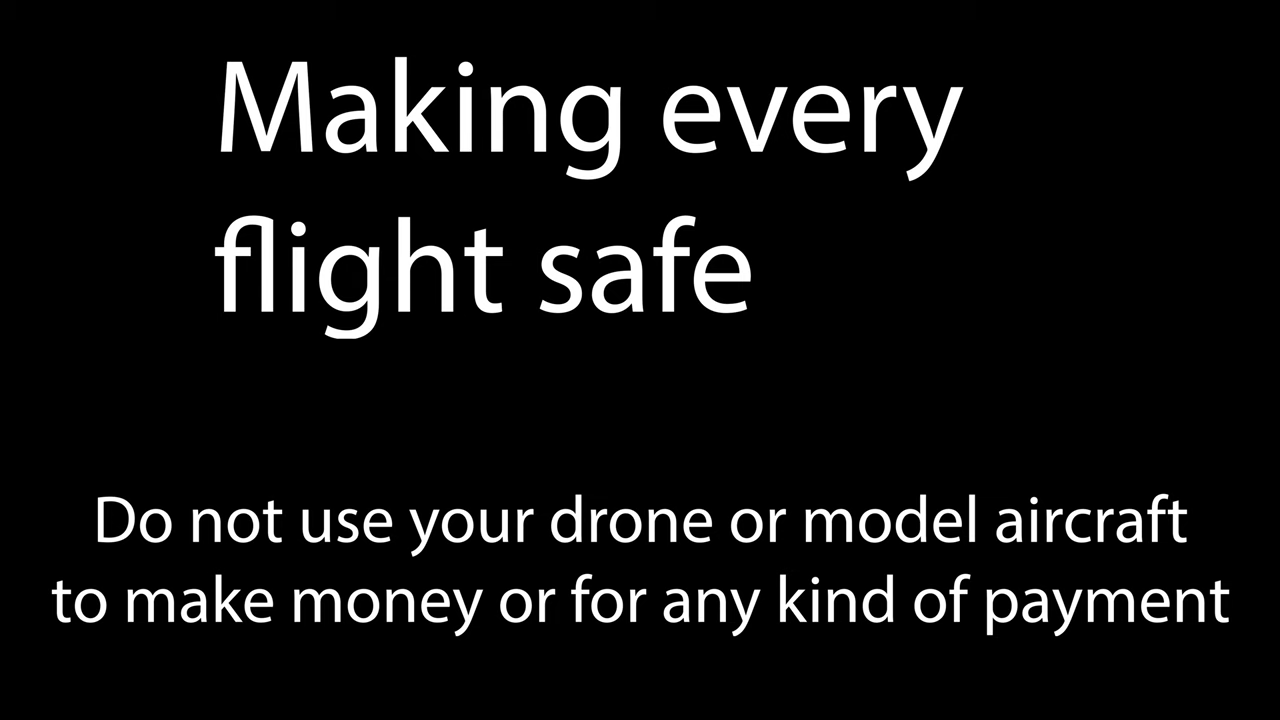 Making every
flight safe
Do not use your drone or model aircraft
to make money or for any kind of payment